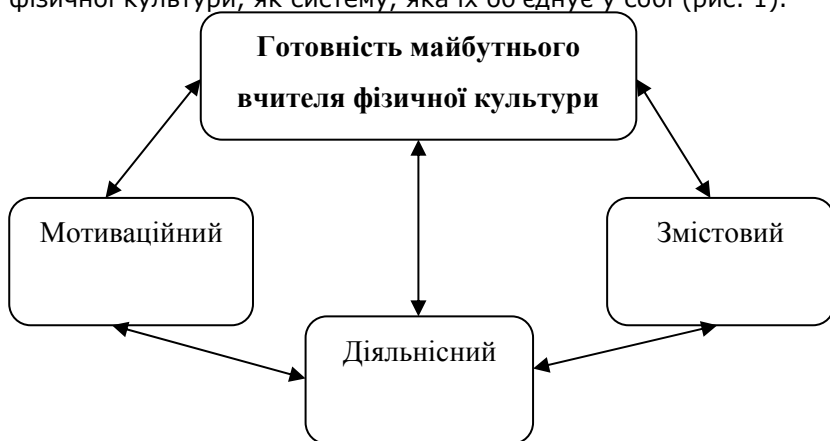 фізичної культури, як систему, яка їх об'єднує у собі (рис. 1).
Готовність майбутнього
вчителя фізичної культури
Мотиваційний
Змістовий
Діяльнісний